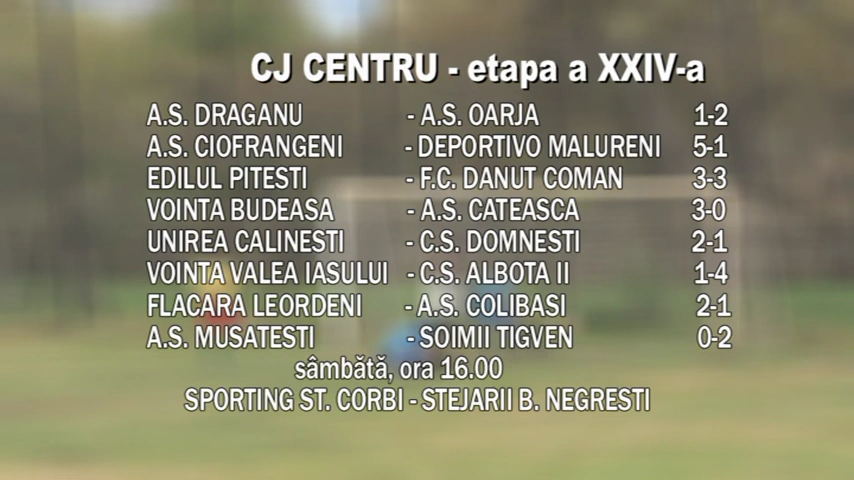 CJ CENTRU - etapa a XXIV-a
A.S. DRAGANU - A.S. OARJA 1-2
A.S. CIOFRANGENI - DEPORTIVO MALURENI 5-1
EDILUL PITESTI - F.C. DANUT COMAN 3-3
VOINTA BUDEASA - A.S. CATEASCA 3-0
UNIREA CALINESTI - C.S. DOMNESTI 2-1
VOINTA VALEA IASULUI - C.S. ALBOTA II 1-4
FLACARA LEORDENI - A.S. COLIBASI 2-1
A.S. MUSATESTI - SOIMII TIGVEN 0-2
sâmbătă, ora 16.00
SPORTING ST. CORBI - STEJARII B. NEGRESTI